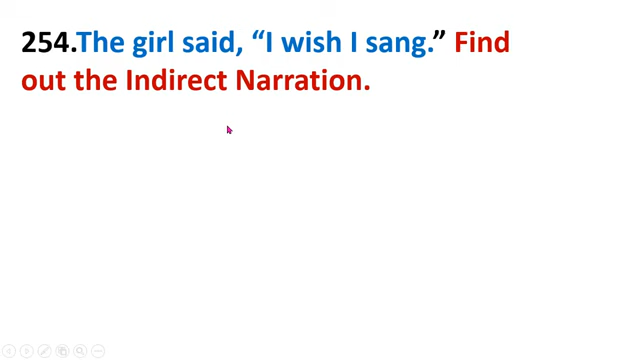 254.The girl said, “I wish I sang.” Find
out the Indirect Narration.